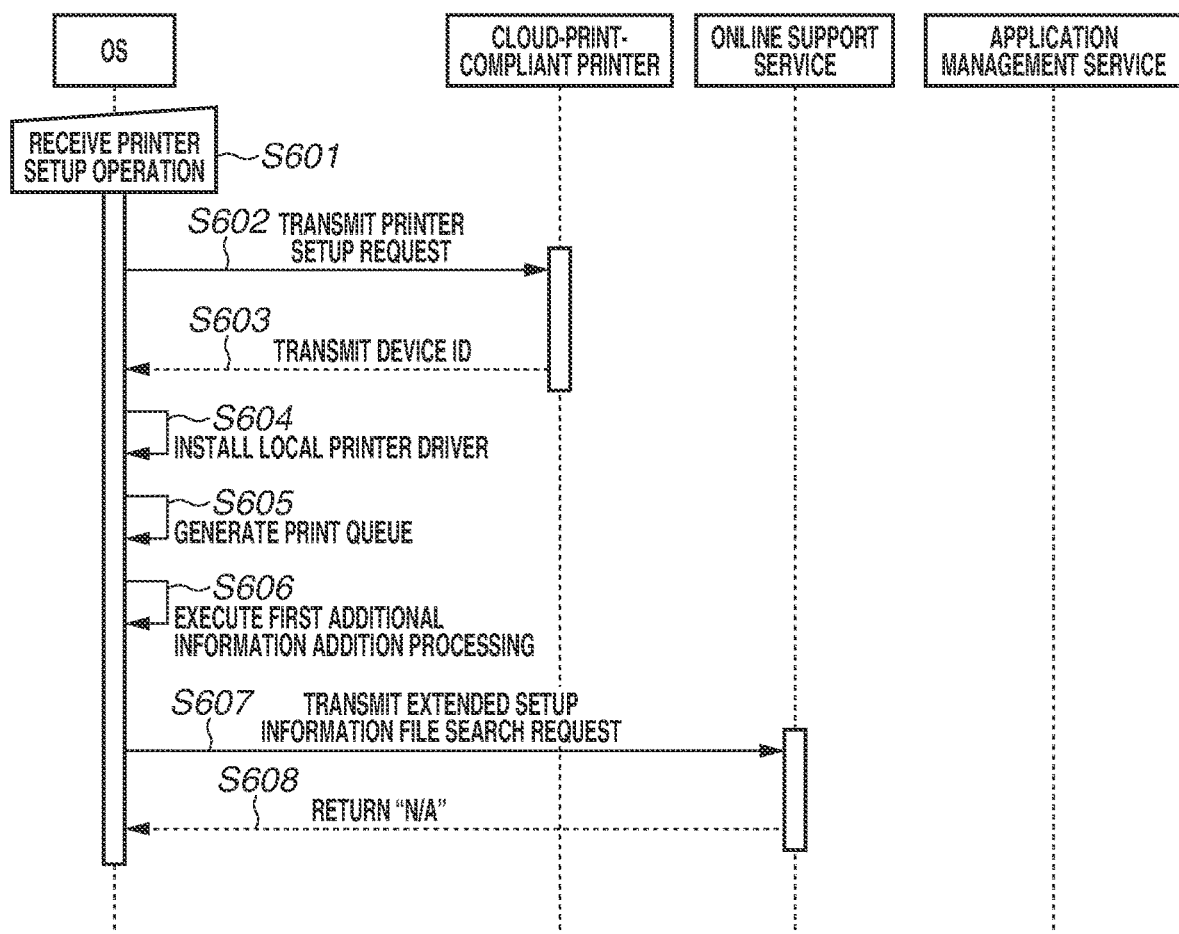 OS
CLOUD-PRINT-
COMPLIANT PRINTER
ONLINE SUPPORT
SERVICE
APPLICATION
MANAGEMENT SERVICE
RECEIVE PRINTER
SETUP OPERATION
S601
S602
TRANSMIT PRINTER
SETUP REQUEST
S603
TRANSMIT DEVICE ID
S604
INSTALL LOCAL PRINTER DRIVER
S605
GENERATE PRINT QUEUE
S606
EXECUTE FIRST ADDITIONAL
INFORMATION ADDITION PROCESSING
S607
TRANSMIT EXTENDED SETUP
INFORMATION FILE SEARCH REQUEST
S608
RETURN “N/A”